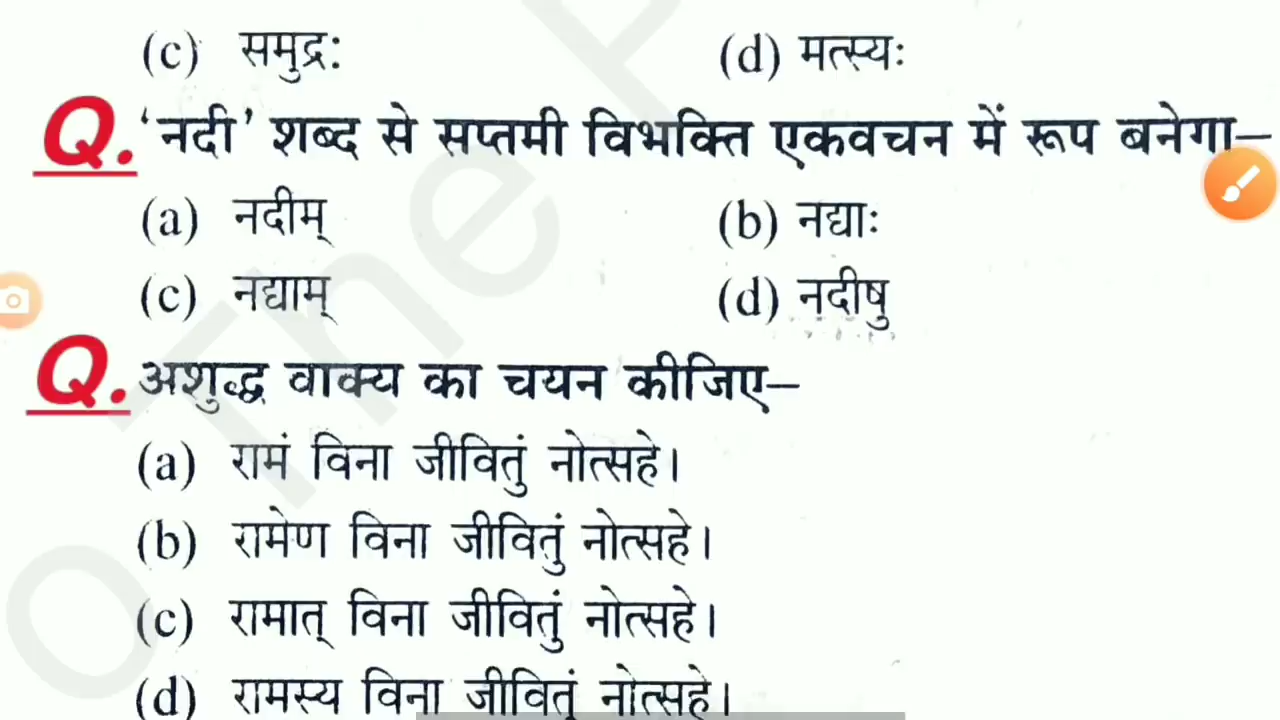 (c) समुद्र: (d) मत्स्यः
Q. 'नदी' शब्द से सप्तमी विभक्ति एकवचन में रूप बनेगा–
(a) नदीम् (b) नद्याः
(c) नद्याम् (d) नदीषु
Q. अशुद्ध वाक्य का चयन कीजिए–
(a) रामं विना जीवितुं नोत्सहे।
(b) रामेण विना जीवितुं नोत्सहे।
(c) रामात् विना जीवितुं नोत्सहे।
(d) रामस्य विना जीवितुं नोत्सहे।